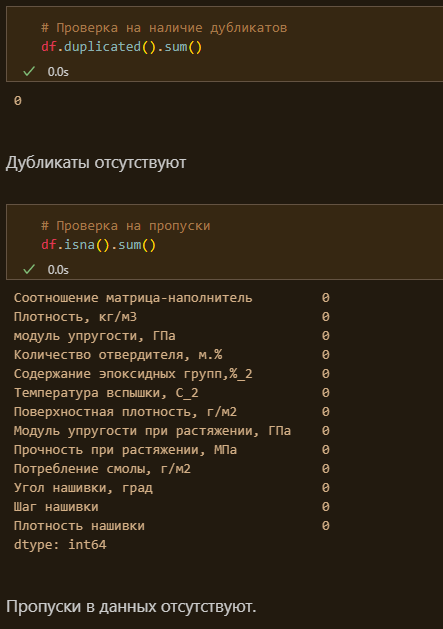 # Проверка на наличие дубликатов
df.duplicated().sum()
0.0s
0
Дубликаты отсутствуют
# Проверка на пропуски
df.isna().sum()
0.0s
Соотношение матрица-наполнитель 0
Плотность, кг/м3 0
модуль упругости, ГПа 0
Количество отвердителя, м.% 0
Содержание эпоксидных групп,%_2 0
Температура вспышки, С_2 0
Поверхностная плотность, г/м2 0
Модуль упругости при растяжении, ГПа 0
Прочность при растяжении, МПа 0
Потребление смолы, г/м2 0
Угол нашивки, град 0
Шаг нашивки 0
Плотность нашивки 0
dtype: int64
Пропуски в данных отсутствуют.